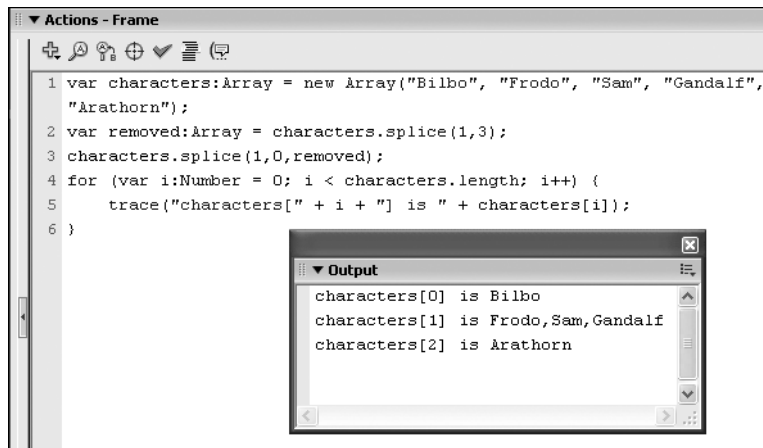 Actions - Frame
1 var characters:Array = new Array("Bilbo", "Frodo", "Sam", "Gandalf",
"Arathorn");
2 var removed:Array = characters.splice(1,3);
3 characters.splice(1,0,removed);
4 for (var i:Number = 0; i < characters.length; i++) {
5     trace("characters[" + i + "] is " + characters[i]);
6 }
Output
characters[0] is Bilbo
characters[1] is Frodo,Sam,Gandalf
characters[2] is Arathorn